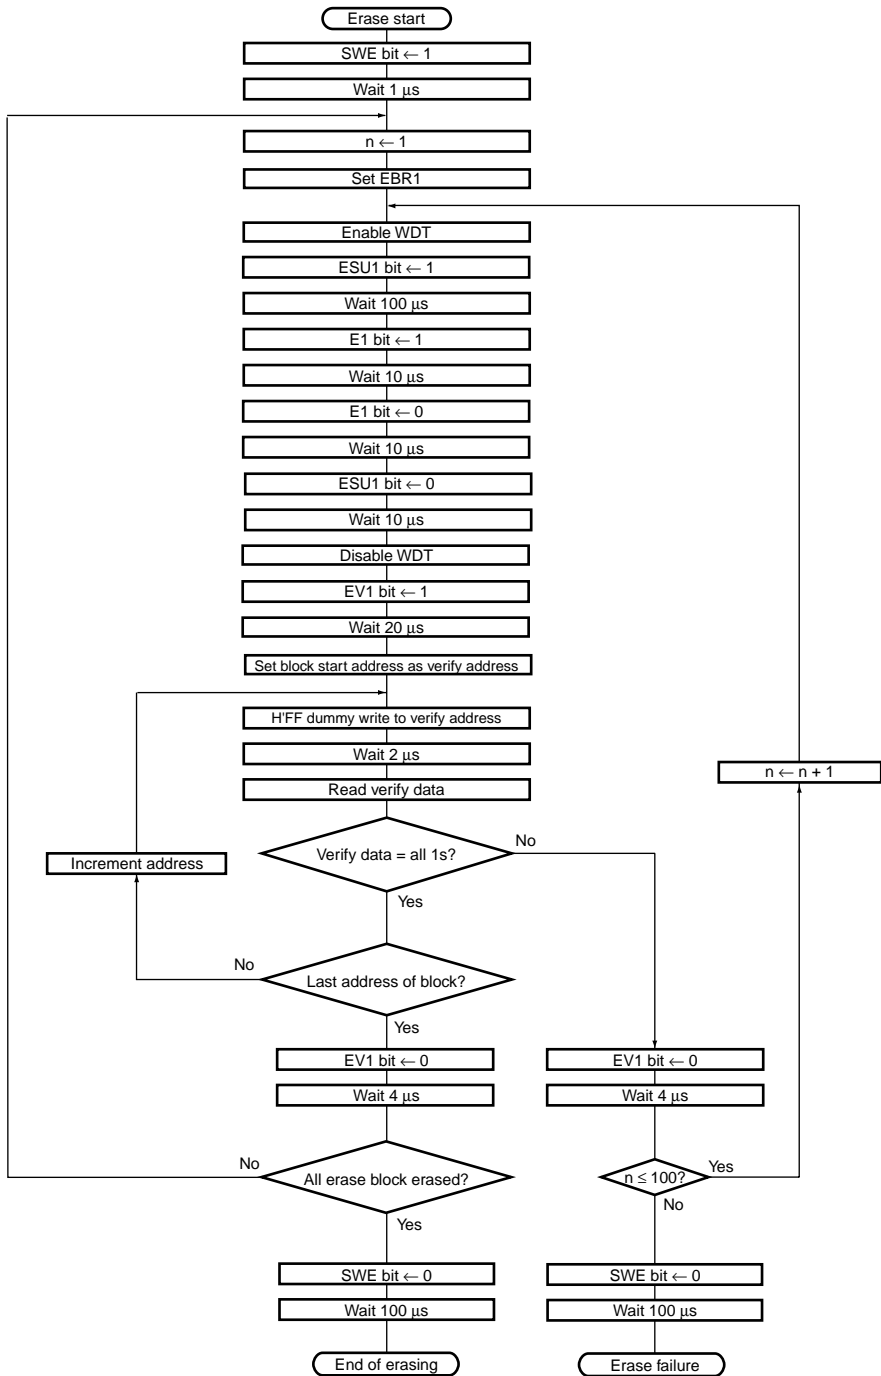 Erase start
SWE bit ← 1
Wait 1 μs
n ← 1
Set EBR1
Enable WDT
ESU1 bit ← 1
Wait 100 μs
E1 bit ← 1
Wait 10 μs
E1 bit ← 0
Wait 10 μs
ESU1 bit ← 0
Wait 10 μs
Disable WDT
EV1 bit ← 1
Wait 20 μs
Set block start address as verify address
H'FF dummy write to verify address
Wait 2 μs
n ← n + 1
Read verify data
No
Verify data = all 1s?
Increment address
Yes
No
Last address of block?
Yes
EV1 bit ← 0
EV1 bit ← 0
Wait 4 μs
Wait 4 μs
No
All erase block erased?
n ≤ 100?
Yes
No
Yes
SWE bit ← 0
SWE bit ← 0
Wait 100 μs
Wait 100 μs
End of erasing
Erase failure